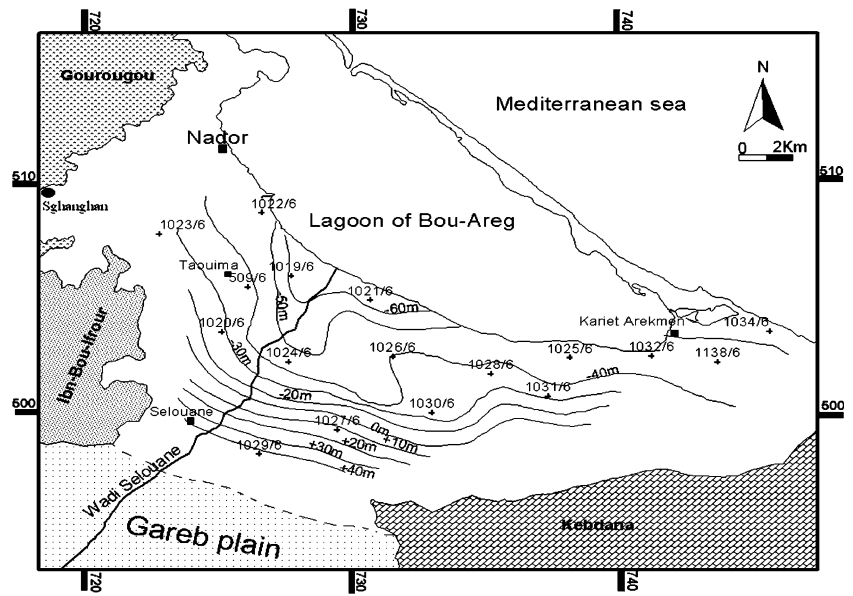 720
730
740
Gourougou
N
Mediterranean sea
Nador
0 2Km
510
510
Sghanghan
1022/6
Lagoon of Bou-Areg
1023/6
Taouima
1019/6
509/6
1021/6
-50m
-60m
Kariet Arekmen
1034/6
1020/6
-30m
1024/6
1026/6
1025/6
1032/6
1138/6
1028/6
-40m
Ibn-Bou-Ifrour
-20m
1031/6
1030/6
500
500
Selouane
1027/6
0m
+10m
+20m
1029/6
+30m
+40m
Wadi Selouane
Gareb plain
Kebdana
720
730
740